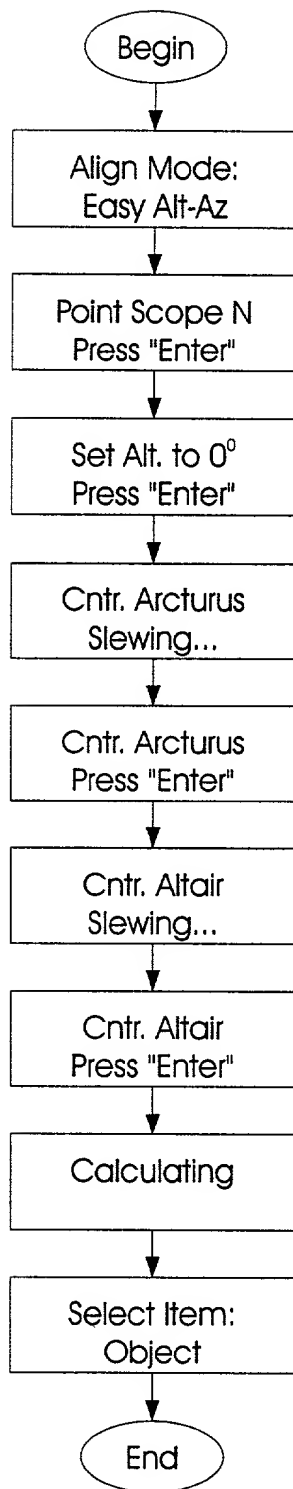 Begin
Align Mode:
Easy Alt-Az
Point Scope N
Press "Enter"
Set Alt. to 0⁰
Press "Enter"
Cntr. Arcturus
Slewing...
Cntr. Arcturus
Press "Enter"
Cntr. Altair
Slewing...
Cntr. Altair
Press "Enter"
Calculating
Select Item:
Object
End